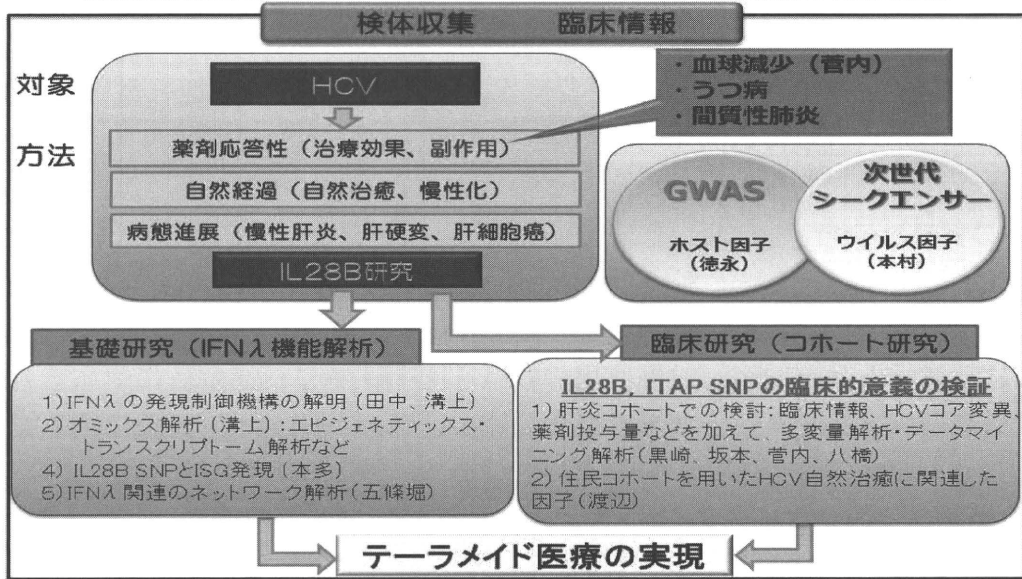 検体収集　　臨床情報
対象
方法
HCV
薬剤応答性（治療効果、副作用）
自然経過（自然治癒、慢性化）
病態進展（慢性肝炎、肝硬変、肝細胞癌）
IL28B研究
・血球減少（菅内）
・うつ病
・間質性肺炎
GWAS
ホスト因子
（徳永）
次世代
シークエンサー
ウイルス因子
（本村）
基礎研究（IFNλ機能解析）
1）IFNλの発現制御機構の解明（田中、溝上）
2）オミックス解析（溝上）：エピジェネティックス・
トランスクリプトーム解析など
4）IL28B SNPとISG発現（本多）
5）IFNλ関連のネットワーク解析（五條堀）
臨床研究（コホート研究）
IL28B, ITAP SNPの臨床的意義の検証
1）肝炎コホートでの検討：臨床情報、HCVコア変異、
薬剤投与量などを加えて、多変量解析・データマイ
ニング解析（黒崎、坂本、菅内、八橋）
2）住民コホートを用いたHCV自然治癒に関連した
因子（渡辺）
テーラメイド医療の実現